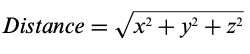 Distance = √x² + y² + z²